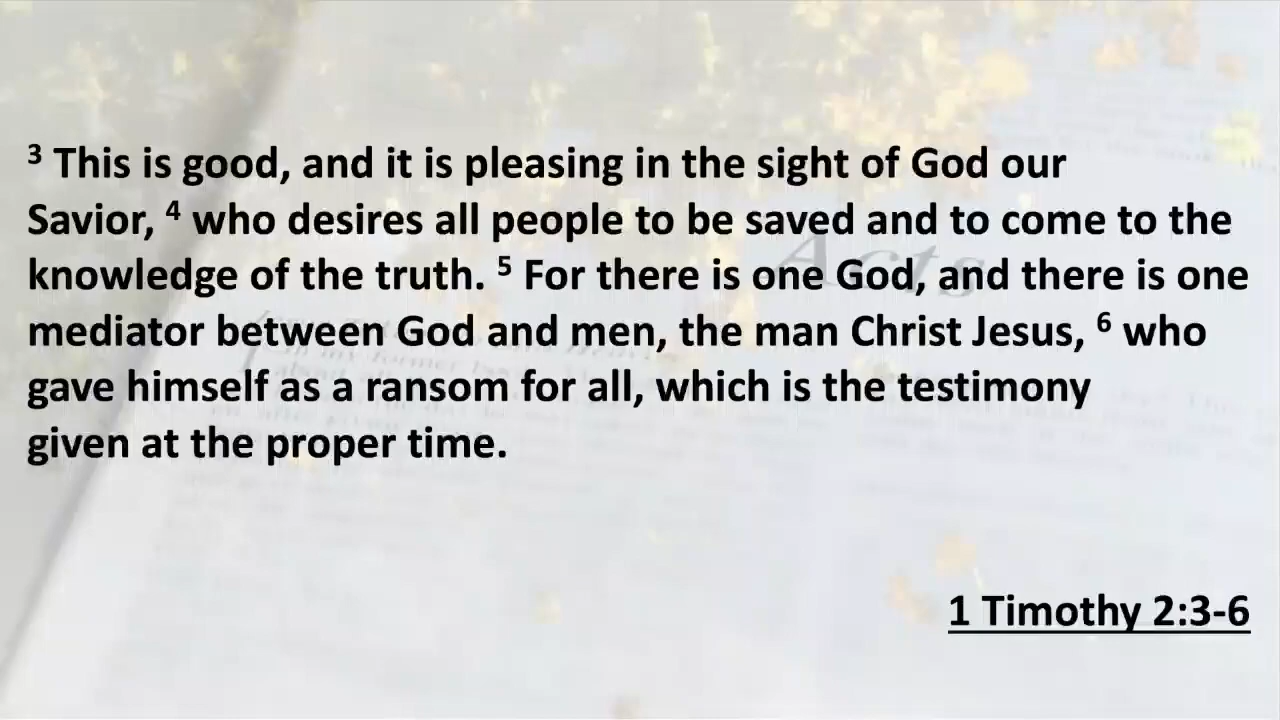 ³ This is good, and it is pleasing in the sight of God our
Savior, ⁴ who desires all people to be saved and to come to the
knowledge of the truth. ⁵ For there is one God, and there is one
mediator between God and men, the man Christ Jesus, ⁶ who
gave himself as a ransom for all, which is the testimony
given at the proper time.
Acts
1 Timothy 2:3-6